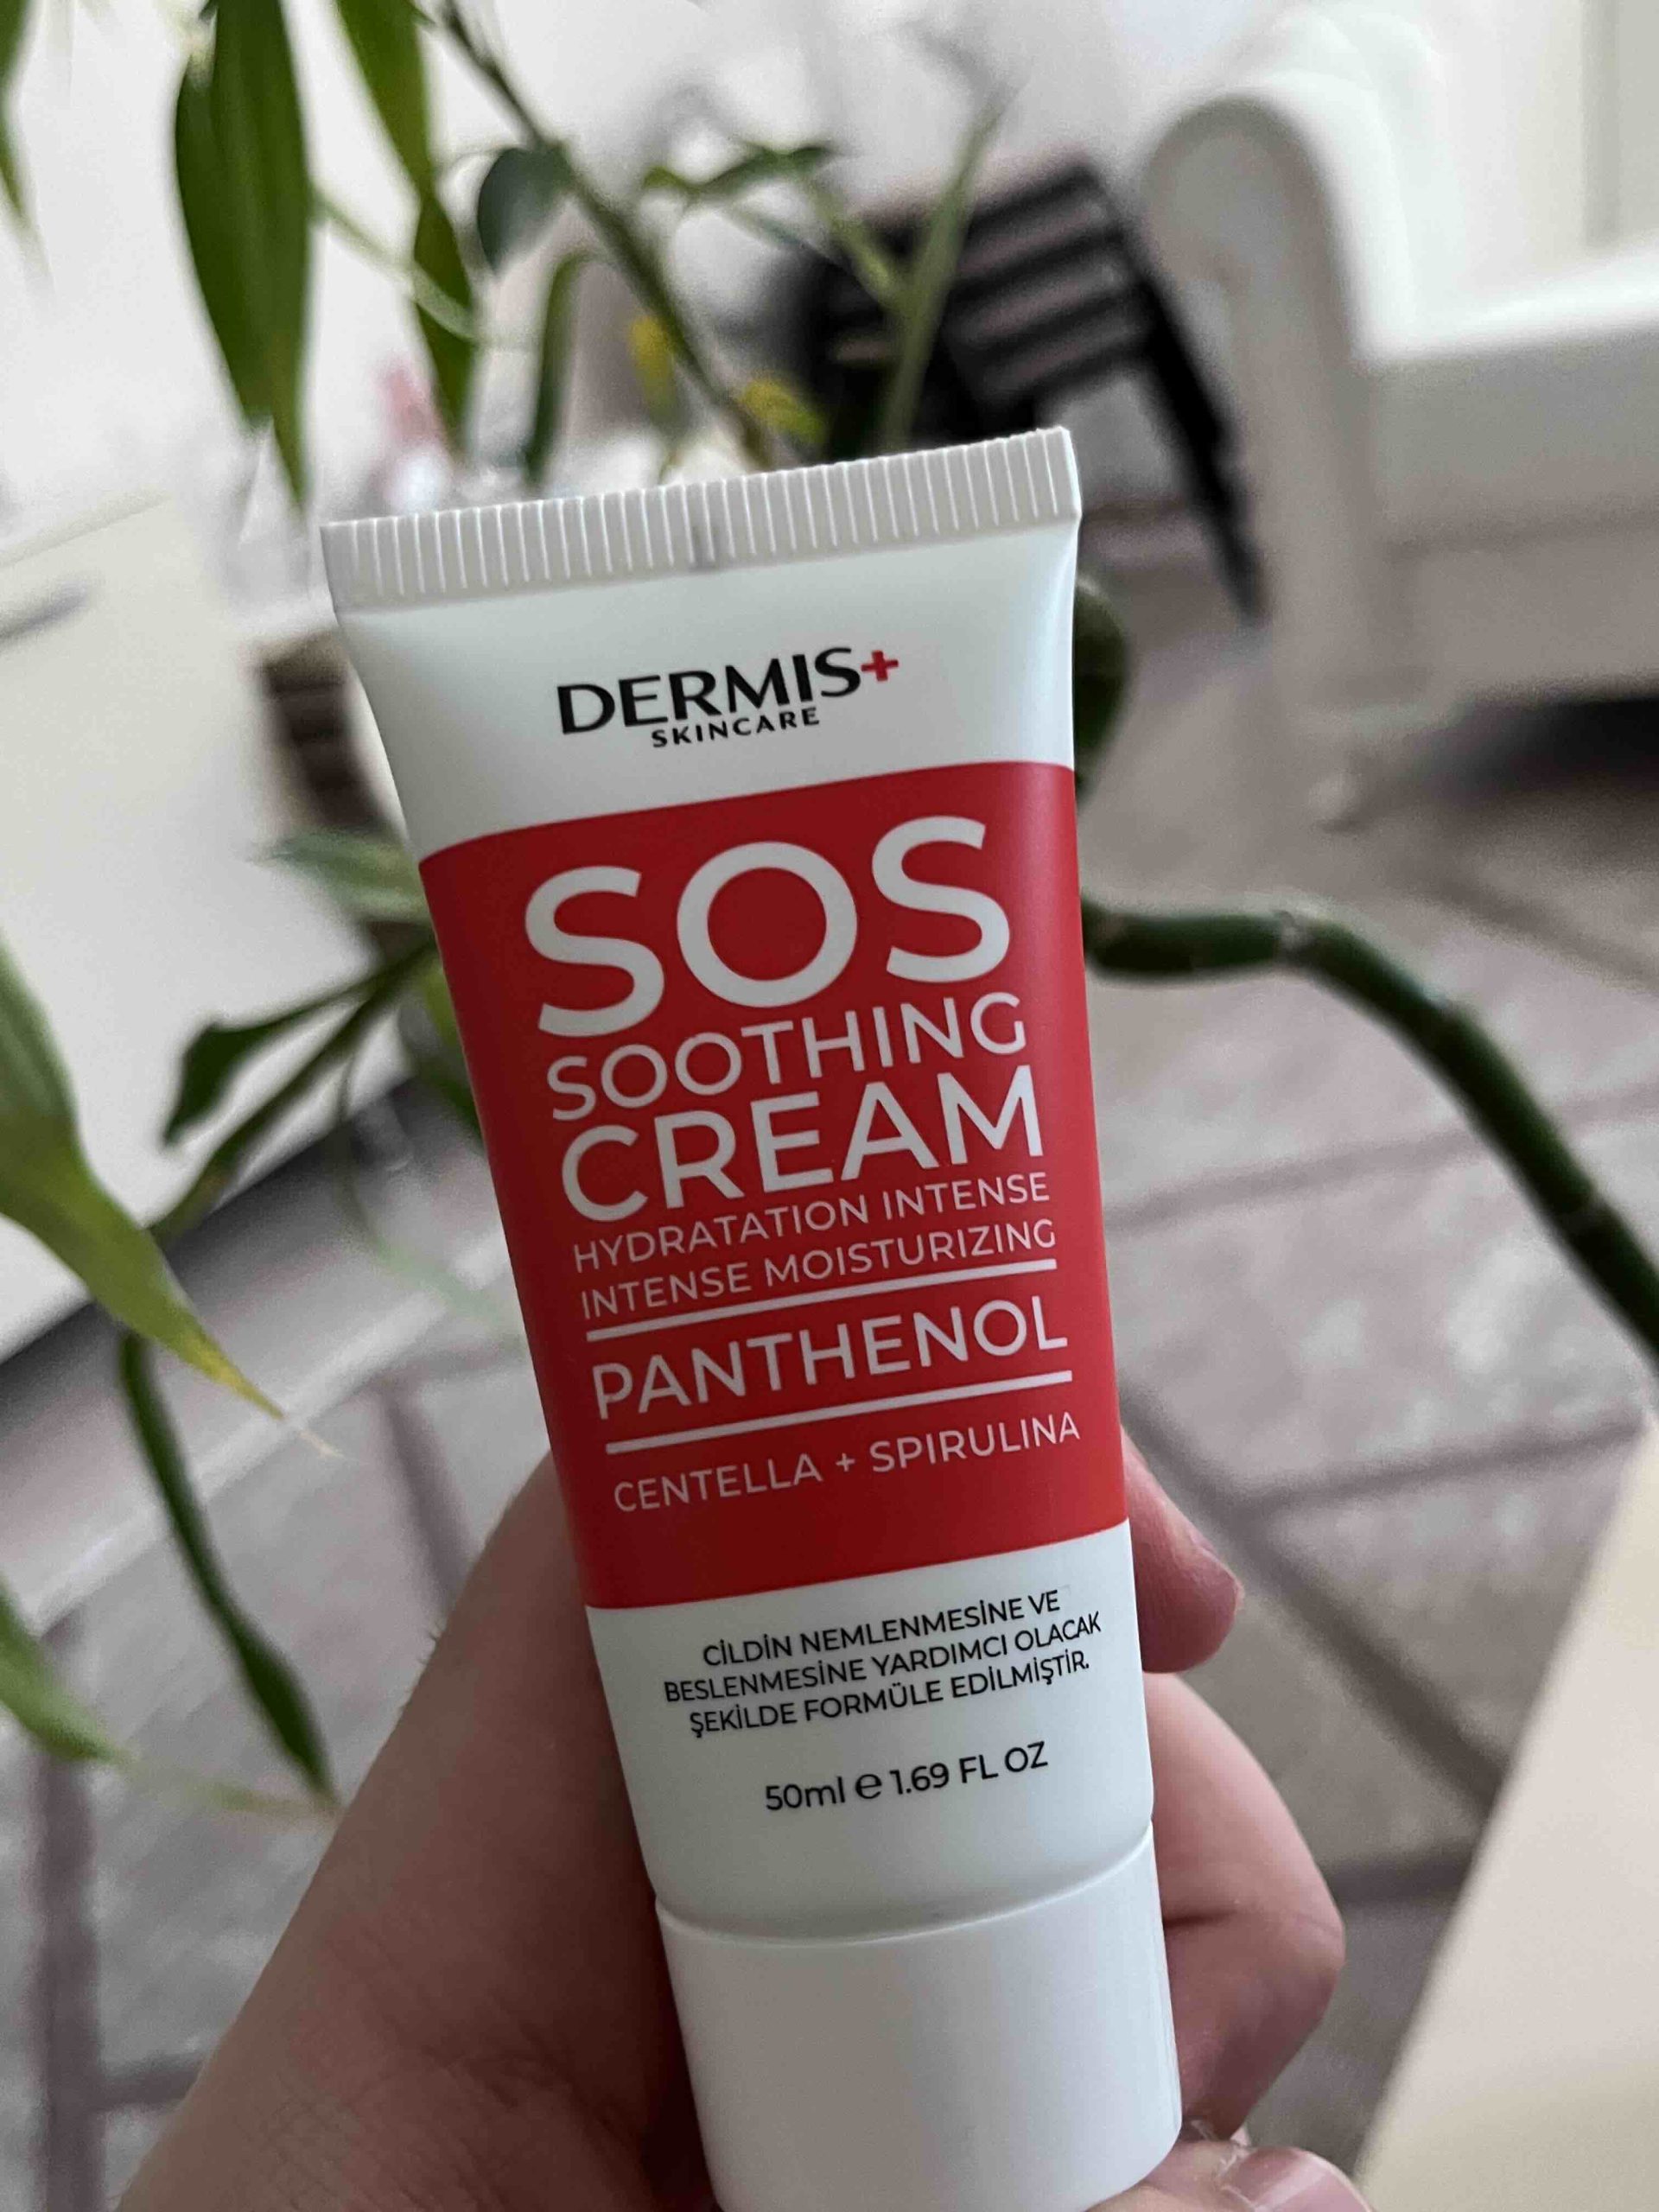 DERMIS+
SKINCARE
SOS
SOOTHING
CREAM
HYDRATATION INTENSE
INTENSE MOISTURIZING
PANTHENOL
CENTELLA + SPIRULINA
CİLDİN NEMLENMESİNE VE
BESLENMESİNE YARDIMCI OLACAK
ŞEKİLDE FORMÜLE EDİLMİŞTİR.
50ml ℮ 1.69 FL OZ